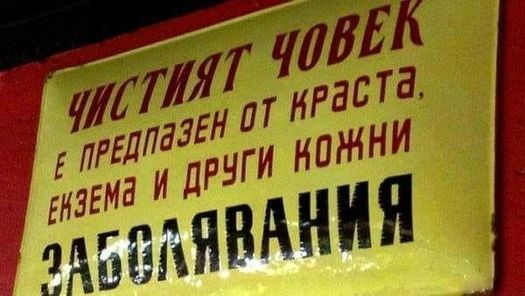 ЧИСТИЯТ ЧОВЕК
Е ПРЕДПАЗЕН ОТ КРАСТА,
ЕКЗЕМА И ДРУГИ КОЖНИ
ЗАБОЛЯВАНИЯ